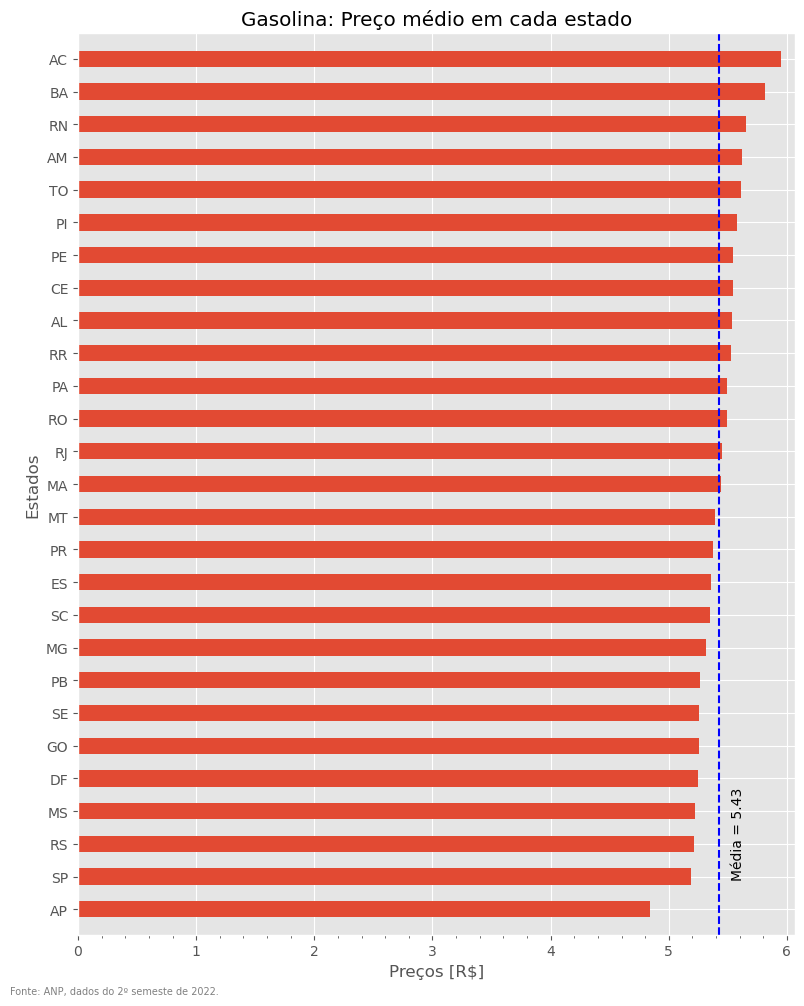 Gasolina: Preço médio em cada estado
AC
BA
RN
AM
TO
PI
PE
CE
AL
RR
PA
RO
RJ
MA
MT
PR
ES
SC
MG
PB
SE
GO
DF
MS
RS
SP
AP
Estados
Média = 5.43
0 1 2 3 4 5 6
Preços [R$]
Fonte: ANP, dados do 2º semeste de 2022.